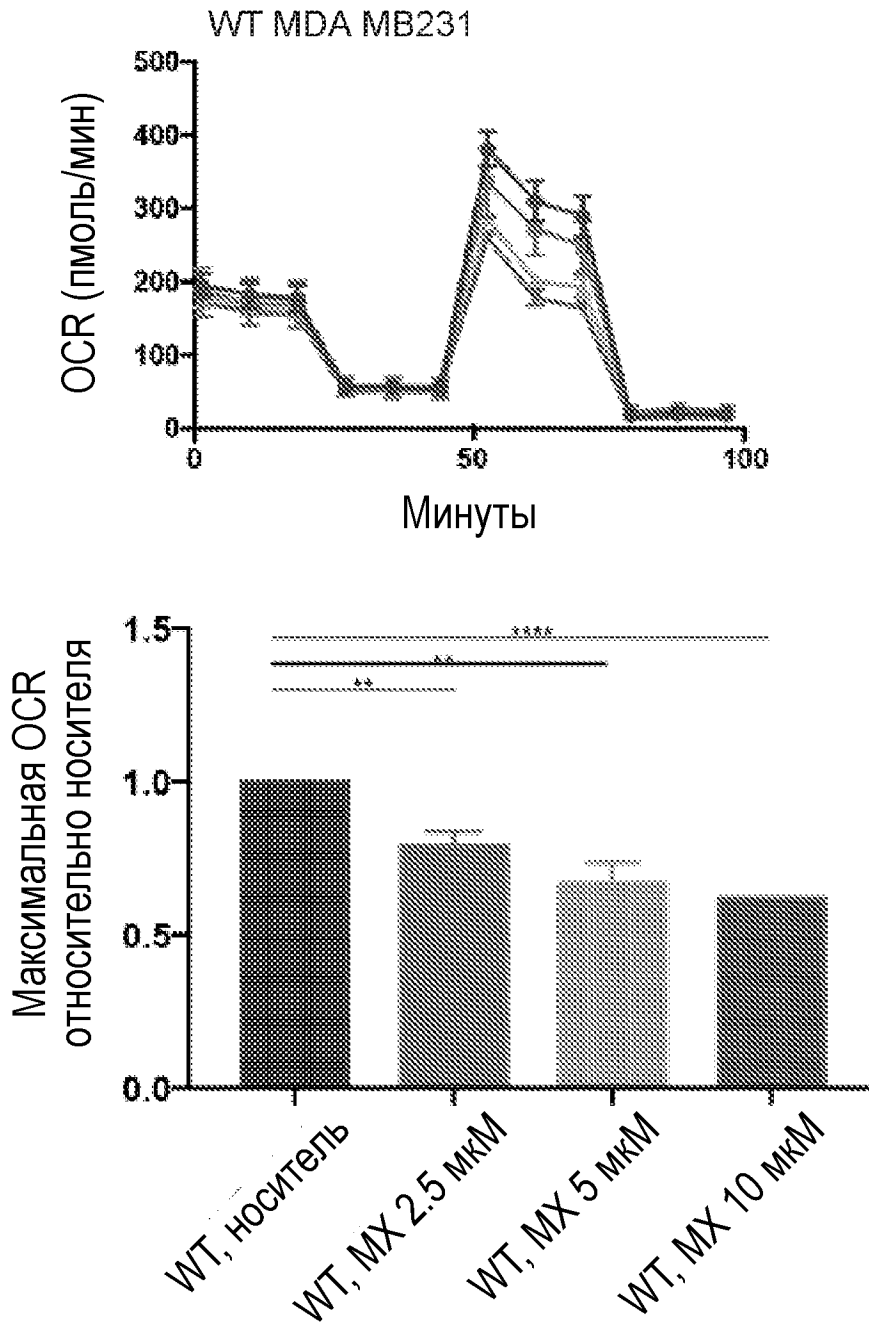 WT MDA MB231
500
400
300
200
100
0
OCR (пмоль/мин)
0
50
100
Минуты
1.5
1.0
0.5
0.0
Максимальная OCR
относительно носителя
****
**
**
WT, носитель
WT, MX 2.5 мкМ
WT, MX 5 мкМ
WT, MX 10 мкМ